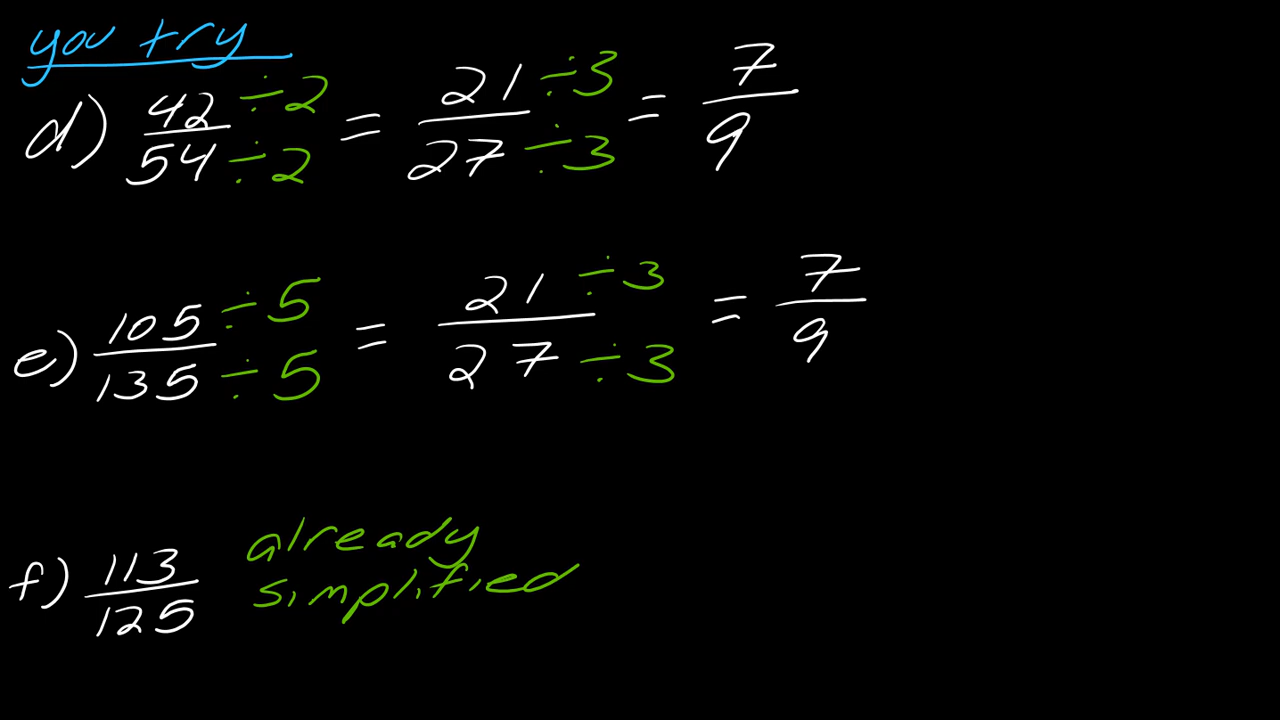 you try
d) 42/54 ÷2/÷2 = 21/27 ÷3/÷3 = 7/9
e) 105/135 ÷5/÷5 = 21/27 ÷3/÷3 = 7/9
f) 113/125 already simplified